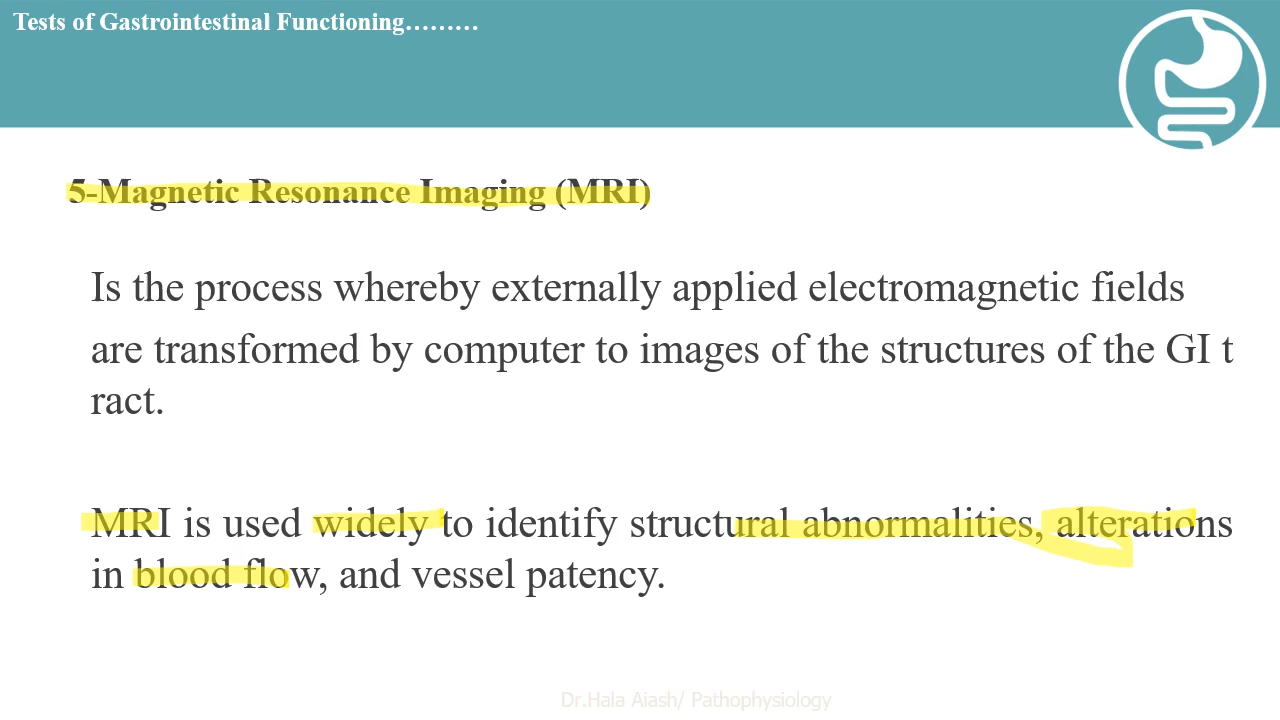 Tests of Gastrointestinal Functioning………
5-Magnetic Resonance Imaging (MRI)
Is the process whereby externally applied electromagnetic fields
are transformed by computer to images of the structures of the GI t
ract.
MRI is used widely to identify structural abnormalities, alterations
in blood flow, and vessel patency.
Dr.Hala Aiash/ Pathophysiology